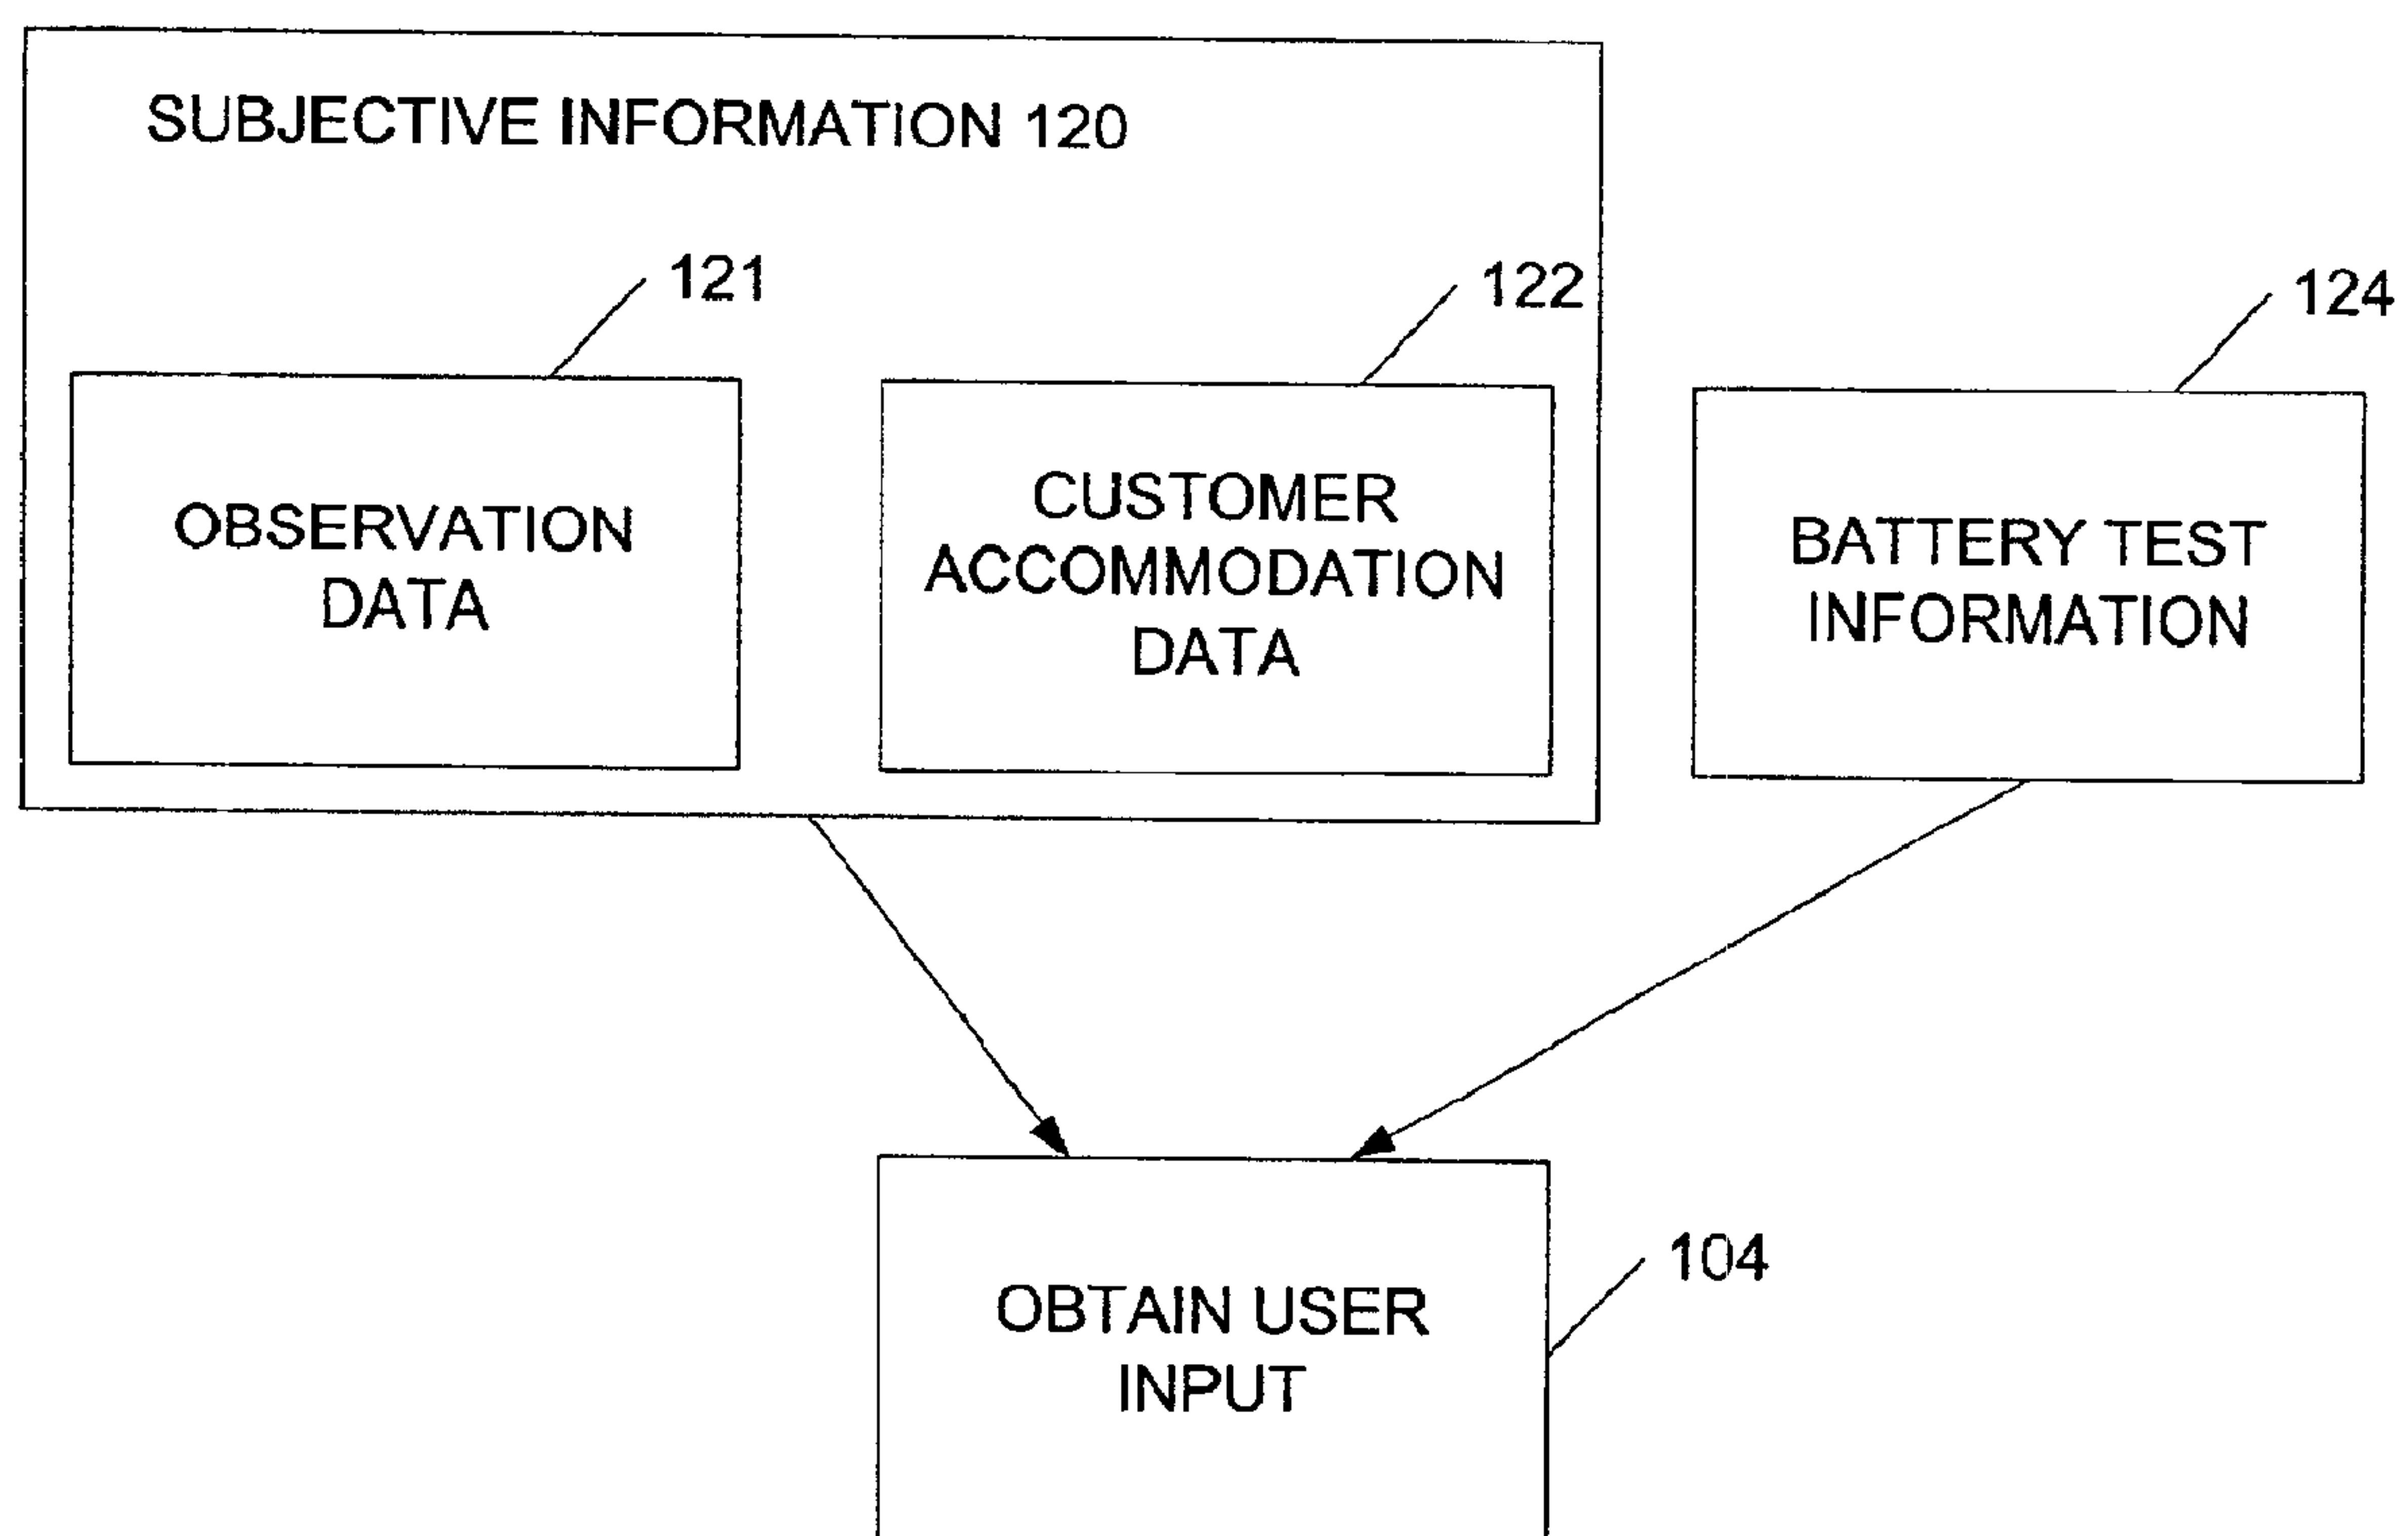 SUBJECTIVE INFORMATION 120
121
122
124
OBSERVATION
DATA
CUSTOMER
ACCOMMODATION
DATA
BATTERY TEST
INFORMATION
104
OBTAIN USER
INPUT